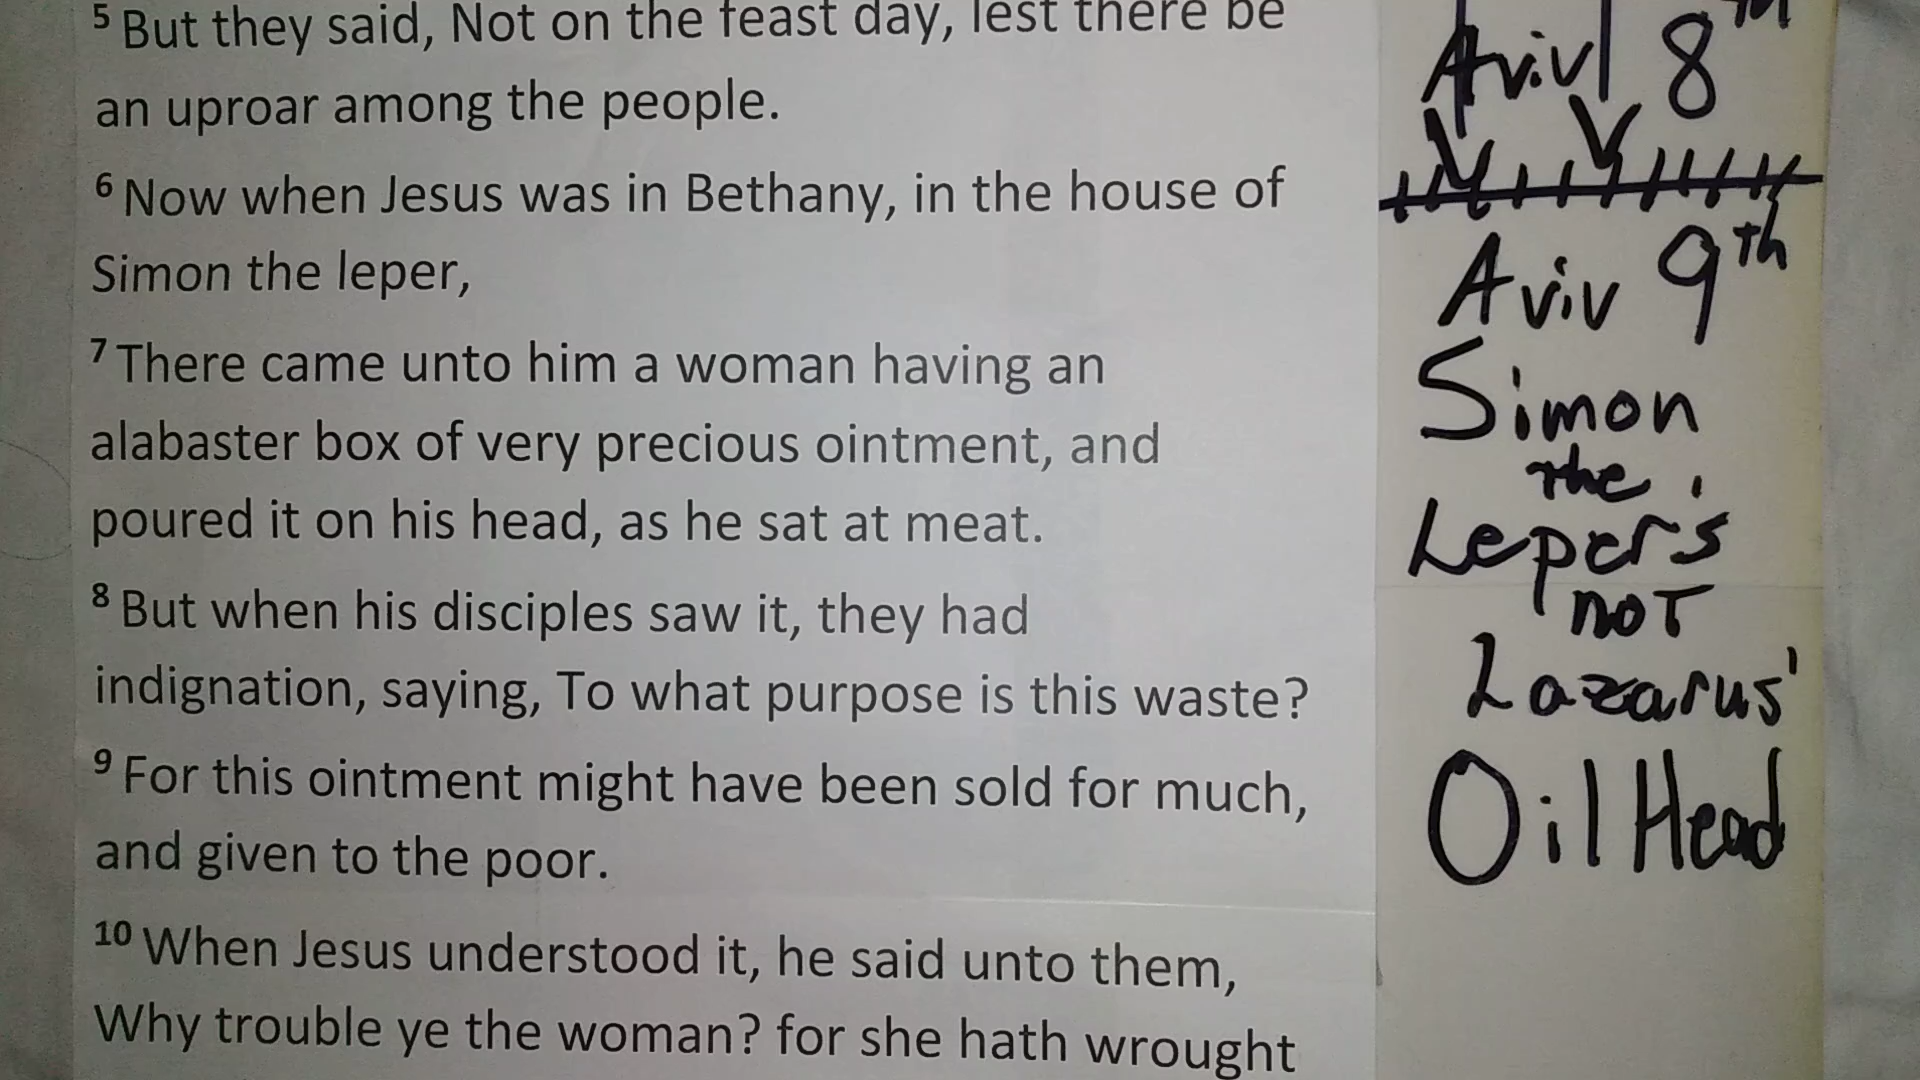 5 But they said, Not on the feast day, lest there be
an uproar among the people.
6 Now when Jesus was in Bethany, in the house of
Simon the leper,
7 There came unto him a woman having an
alabaster box of very precious ointment, and
poured it on his head, as he sat at meat.
8 But when his disciples saw it, they had
indignation, saying, To what purpose is this waste?
9 For this ointment might have been sold for much,
and given to the poor.
10 When Jesus understood it, he said unto them,
Why trouble ye the woman? for she hath wrought
Aviv 8th
Aviv 9th
Simon
the
Leper's
not
Lazarus'
Oil Head